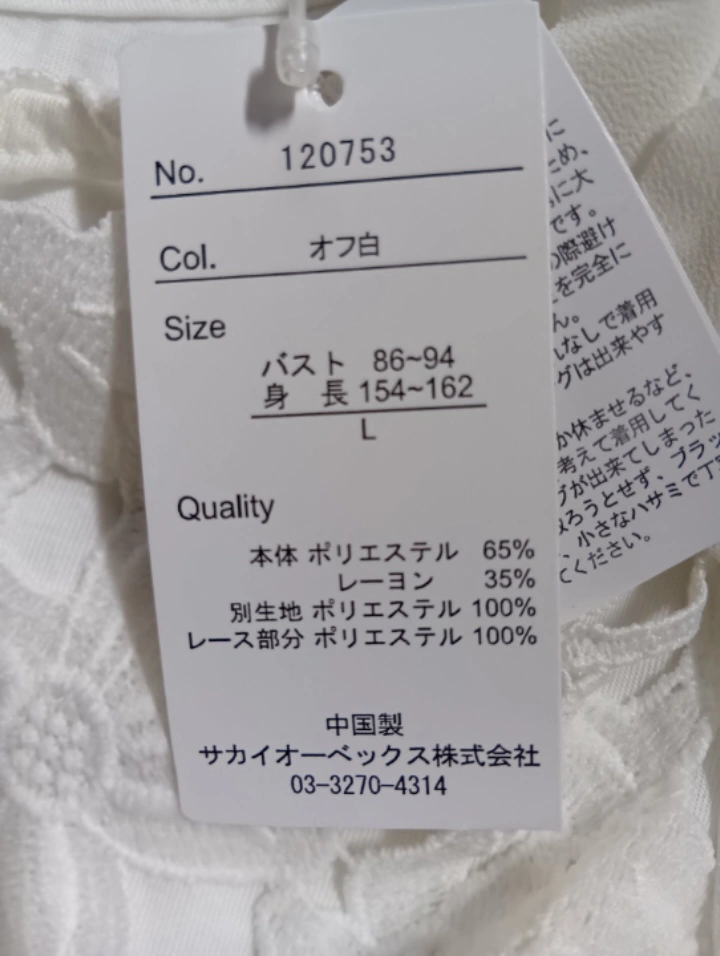 No. 120753
Col. オフ白
Size
バスト 86~94
身 長 154~162
L
Quality
本体 ポリエステル 65%
レーヨン 35%
別生地 ポリエステル 100%
レース部分 ポリエステル 100%
中国製
サカイオーベックス株式会社
03-3270-4314
に
ため、
に大
です。
際避け
を完全に
ん。
なしで着用
グは出来やす
か休ませるなど、
考えて着用してく
が出来てしまった
ろうとせず、ブラッ
、小さなハサミで丁
てください。